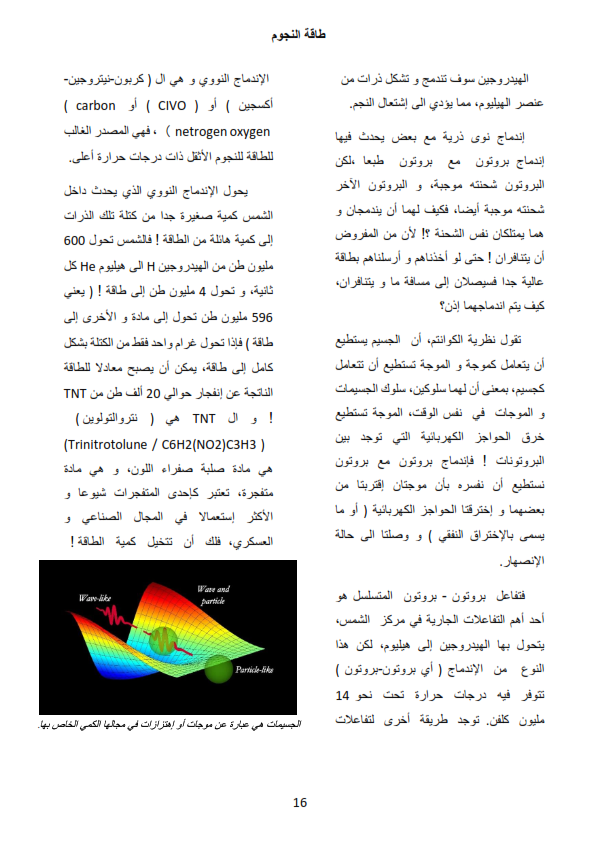 طاقة النجوم
الهيدروجين سوف تندمج و تشكل ذرات من
عنصر الهيليوم، مما يؤدي الى إشتعال النجم.
إندماج نوى ذرية مع بعض يحدث فيها
إندماج بروتون مع بروتون طبعا ،لكن
البروتون شحنته موجبة، و البروتون الآخر
شحنته موجبة أيضا، فكيف لهما أن يندمجان و
هما يمتلكان نفس الشحنة ؟! لأن من المفروض
أن يتنافران ! حتى لو أخذناهم و أرسلناهم بطاقة
عالية جدا فسيصلان إلى مسافة ما و يتنافران،
كيف يتم اندماجهما إذن؟
تقول نظرية الكوانتم، أن الجسيم يستطيع
أن يتعامل كموجة و الموجة تستطيع أن تتعامل
كجسيم، بمعنى أن لهما سلوكين، سلوك الجسيمات
و الموجات في نفس الوقت، الموجة تستطيع
خرق الحواجز الكهربائية التي توجد بين
البروتونات ! فإندماج بروتون مع بروتون
نستطيع أن نفسره بأن موجتان إقتربتا من
بعضهما و إخترقتا الحواجز الكهربائية ( أو ما
يسمى بالإختراق النفقي ) و وصلتا الى حالة
الإنصهار.
فتفاعل بروتون - بروتون المتسلسل هو
أحد أهم التفاعلات الجارية في مركز الشمس،
يتحول بها الهيدروجين إلى هيليوم، لكن هذا
النوع من الإندماج ( أي بروتون-بروتون )
تتوفر فيه درجات حرارة تحت نحو 14
مليون كلفن. توجد طريقة أخرى لتفاعلات
الإندماج النووي و هي ال ( كربون-نيتروجين-
أكسجين ) أو ( CIVO ) أو ( carbon
netrogen oxygen ) ، فهي المصدر الغالب
للطاقة للنجوم الأثقل ذات درجات حرارة أعلى.
يحول الإندماج النووي الذي يحدث داخل
الشمس كمية صغيرة جدا من كتلة تلك الذرات
إلى كمية هائلة من الطاقة ! فالشمس تحول 600
مليون طن من الهيدروجين H الى هيليوم He كل
ثانية، و تحول 4 مليون طن إلى طاقة ! ( يعني
596 مليون طن تحول إلى مادة و الأخرى إلى
طاقة ) فإذا تحول غرام واحد فقط من الكتلة بشكل
كامل إلى طاقة، يمكن أن يصبح معادلا للطاقة
الناتجة عن إنفجار حوالي 20 ألف طن من TNT
! و ال TNT هي ( نتروالتولوين )
(Trinitrotolune / C6H2(NO2)C3H3 )
هي مادة صلبة صفراء اللون، و هي مادة
متفجرة، تعتبر كإحدى المتفجرات شيوعا و
الأكثر إستعمالا في المجال الصناعي و
العسكري، فلك أن تتخيل كمية الطاقة !
Wave-like
Wave and
particle
Particle-like
الجسيمات هي عبارة عن موجات أو إهتزازات في مجالها الكمي الخاص بها.
16